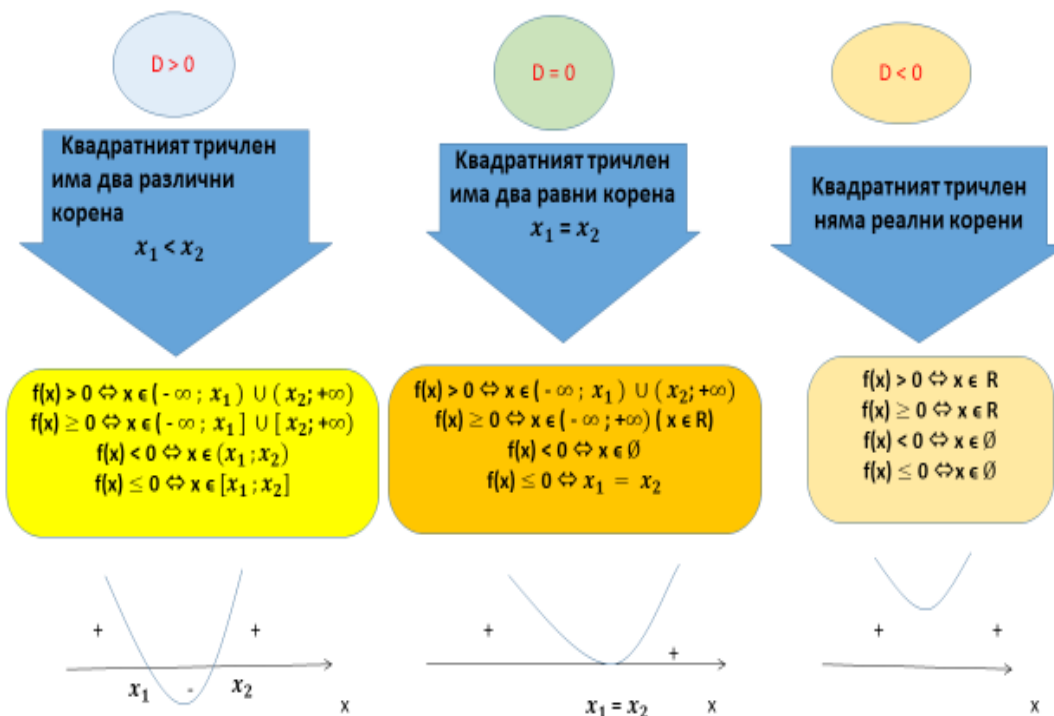 D > 0
Квадратният тричлен
има два различни
корена
x₁ < x₂
f(x) > 0 ⇔ x ϵ ( - ∞ ; x₁ ) ∪ ( x₂; +∞)
f(x) ≥ 0 ⇔ x ϵ ( - ∞ ; x₁ ] ∪ [ x₂; +∞)
f(x) < 0 ⇔ x ϵ (x₁ ; x₂)
f(x) ≤ 0 ⇔ x ϵ [x₁ ; x₂]
+
+
x₁
-
x₂
x
D = 0
Квадратният тричлен
има два равни корена
x₁ = x₂
f(x) > 0 ⇔ x ϵ ( - ∞ ; x₁ ) ∪ ( x₂; +∞)
f(x) ≥ 0 ⇔ x ϵ ( - ∞ ; +∞) ( x ϵ R)
f(x) < 0 ⇔ x ϵ ∅
f(x) ≤ 0 ⇔ x₁ = x₂
+
+
x₁ = x₂
x
D < 0
Квадратният тричлен
няма реални корени
f(x) > 0 ⇔ x ϵ R
f(x) ≥ 0 ⇔ x ϵ R
f(x) < 0 ⇔ x ϵ ∅
f(x) ≤ 0 ⇔x ϵ ∅
+
+
x